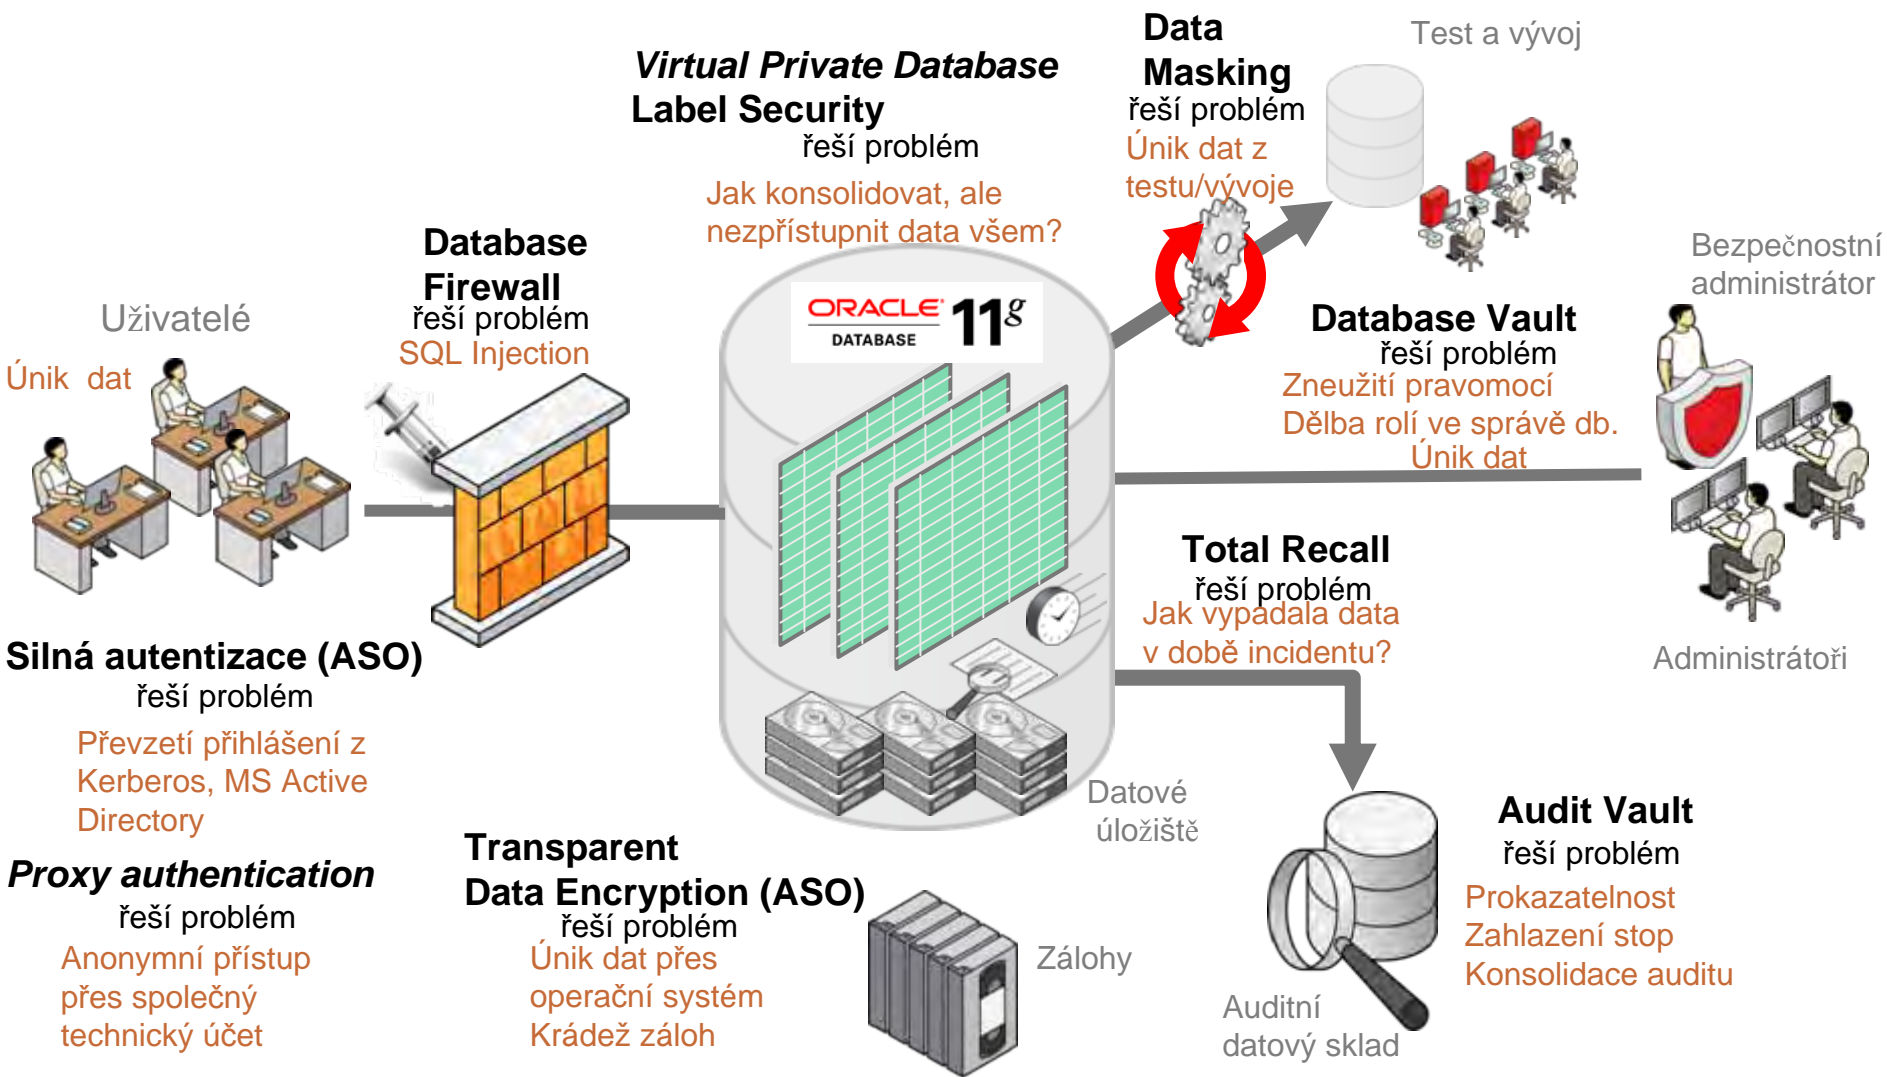 Virtual Private Database
Label Security
řeší problém
Jak konsolidovat, ale
nezpřístupnit data všem?
Data
Masking
řeší problém
Únik dat z
testu/vývoje
Test a vývoj
Database
Firewall
řeší problém
SQL Injection
Uživatelé
Únik dat
ORACLE
DATABASE
11g
Bezpečnostní
administrátor
Database Vault
řeší problém
Zneužití pravomocí
Dělba rolí ve správě db.
Únik dat
Total Recall
řeší problém
Jak vypadala data
v době incidentu?
Administrátoři
Silná autentizace (ASO)
řeší problém
Převzetí přihlášení z
Kerberos, MS Active
Directory
Proxy authentication
řeší problém
Anonymní přístup
přes společný
technický účet
Transparent
Data Encryption (ASO)
řeší problém
Únik dat přes
operační systém
Krádež záloh
Zálohy
Datové
úložiště
Audit Vault
řeší problém
Prokazatelnost
Zahlazení stop
Konsolidace auditu
Auditní
datový sklad